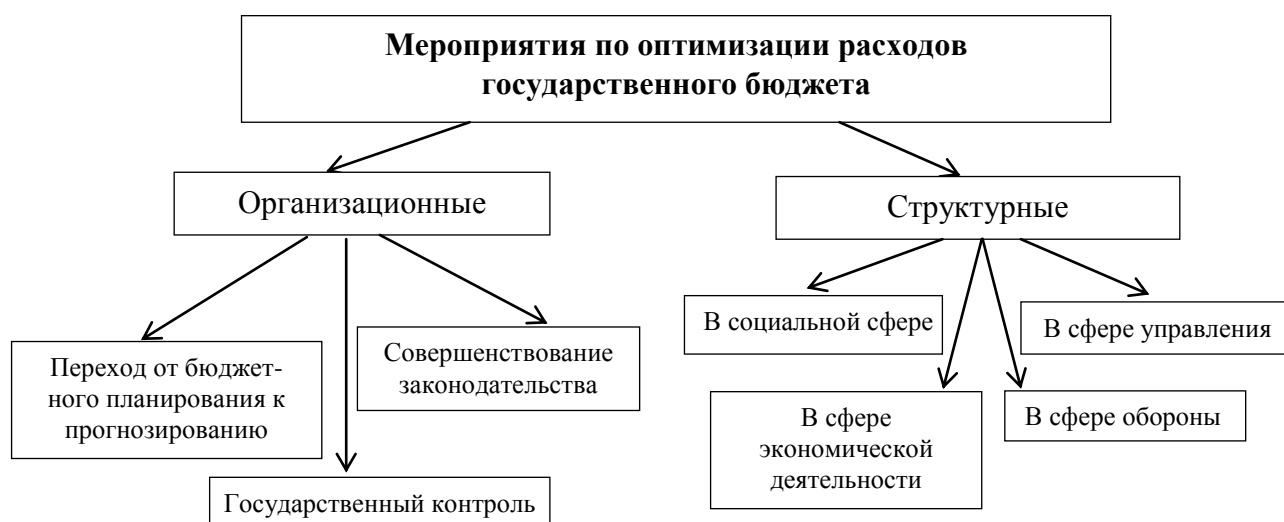 Мероприятия по оптимизации расходов
государственного бюджета
Организационные
Структурные
Переход от бюджет-
ного планирования к
прогнозированию
Государственный контроль
Совершенствование
законодательства
В социальной сфере
В сфере
экономической
деятельности
В сфере обороны
В сфере управления